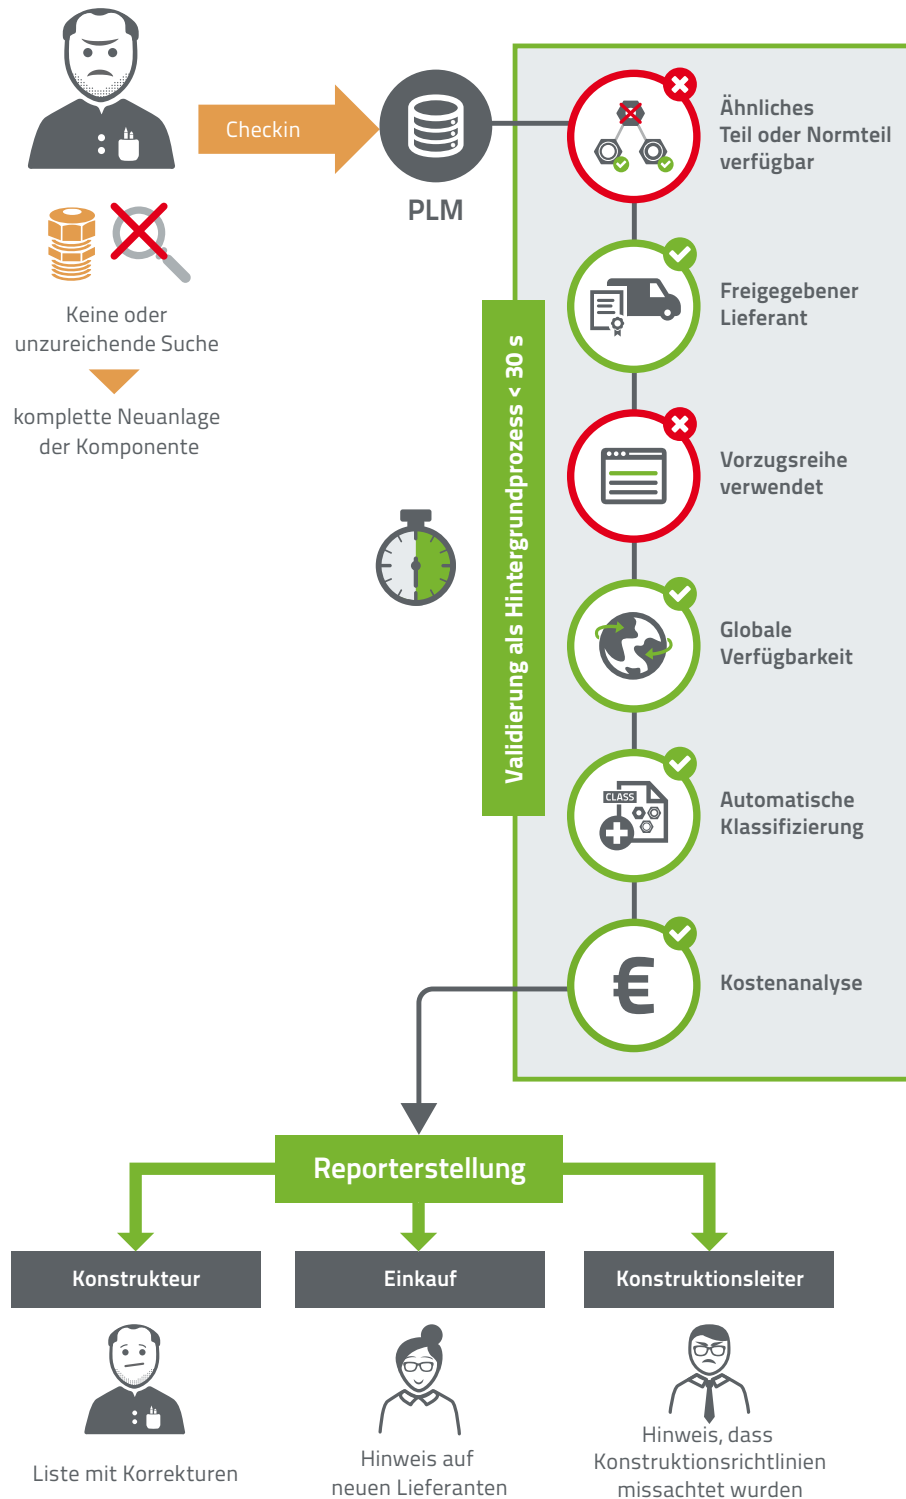 Checkin
PLM
Keine oder
unzureichende Suche
komplette Neuanlage
der Komponente
Validierung als Hintergrundprozess < 30 s
Ähnliches
Teil oder Normteil
verfügbar
Freigegebener
Lieferant
Vorzugsreihe
verwendet
Globale
Verfügbarkeit
CLASS
Automatische
Klassifizierung
€
Kostenanalyse
Reporterstellung
Konstrukteur
Liste mit Korrekturen
Einkauf
Hinweis auf
neuen Lieferanten
Konstruktionsleiter
Hinweis, dass
Konstruktionsrichtlinien
missachtet wurden